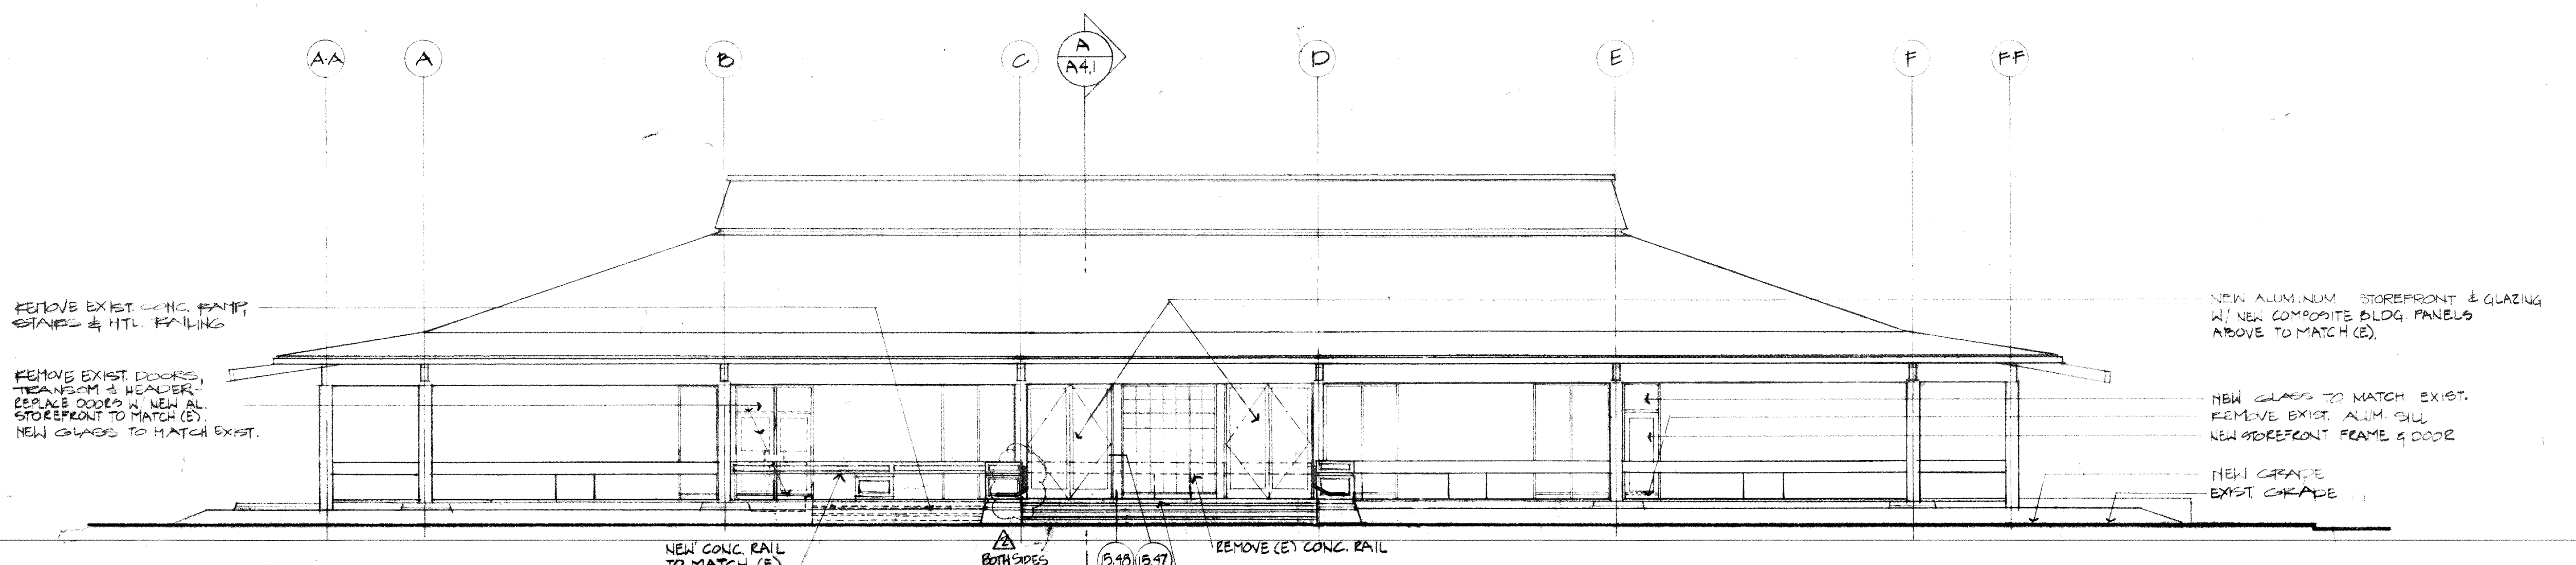 A-A
A
B
C
A
A4.1
D
E
F
F-F
REMOVE EXIST. CONC. RAMP,
STAIRS & HTL. RAILING
REMOVE EXIST. DOORS,
TRANSOM & HEADER-
REPLACE DOORS W/ NEW AL.
STOREFRONT TO MATCH (E).
NEW GLASS TO MATCH EXIST.
NEW ALUMINUM STOREFRONT & GLAZING
W/ NEW COMPOSITE BLDG. PANELS
ABOVE TO MATCH (E).
NEW GLASS TO MATCH EXIST.
REMOVE EXIST. ALUM. SILL
NEW STOREFRONT FRAME & DOOR
NEW GRADE
EXIST GRADE
NEW CONC. RAIL
TO MATCH (E)
2
BOTH SIDES
15.48
15.47
REMOVE (E) CONC. RAIL